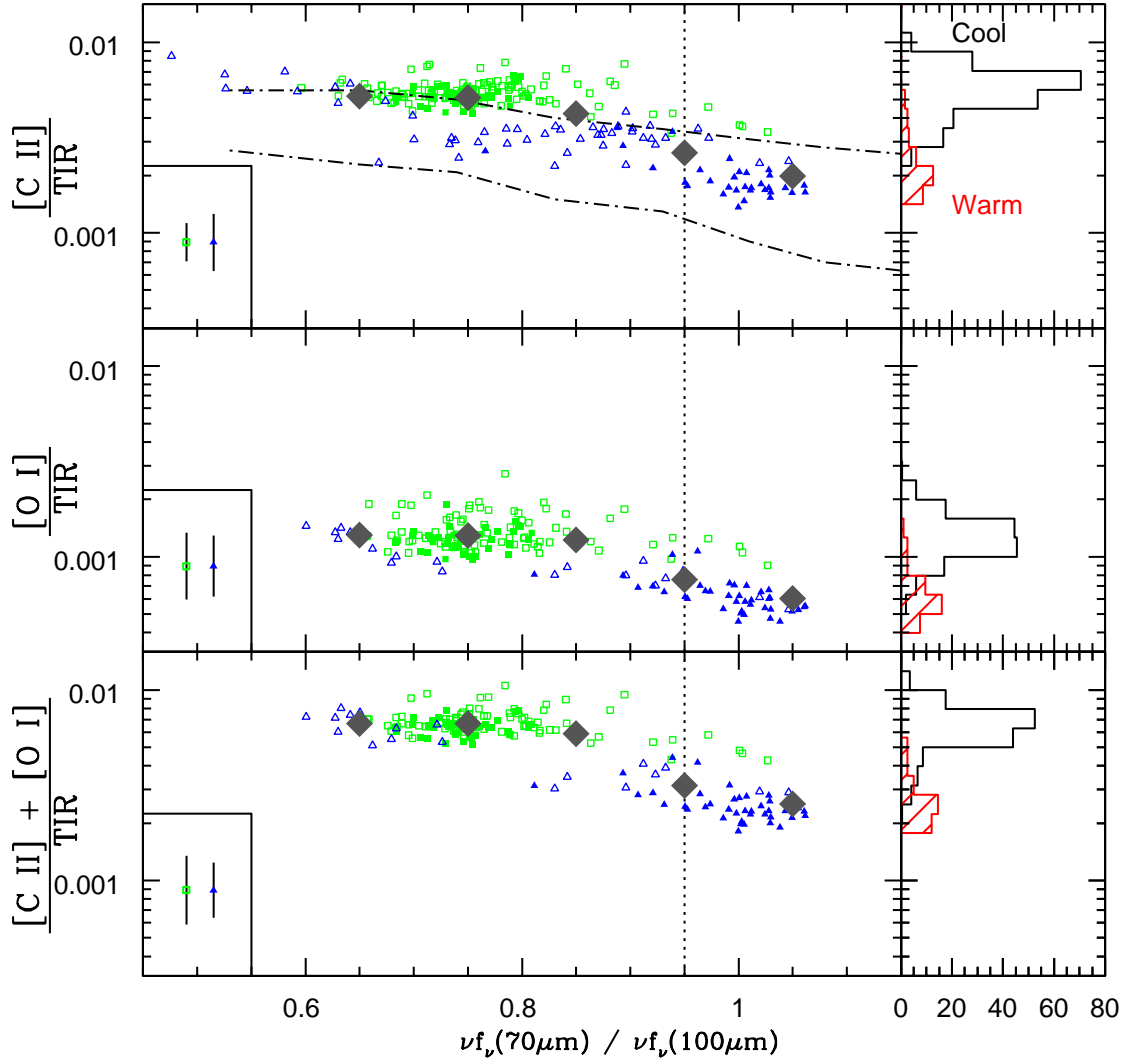 0.01
0.001
[C II]
TIR
Cool
Warm
0.01
0.001
[O I]
TIR
0.01
0.001
[C II] + [O I]
TIR
0.6 0.8 1
0 20 40 60 80
νfν(70μm) / νfν(100μm)